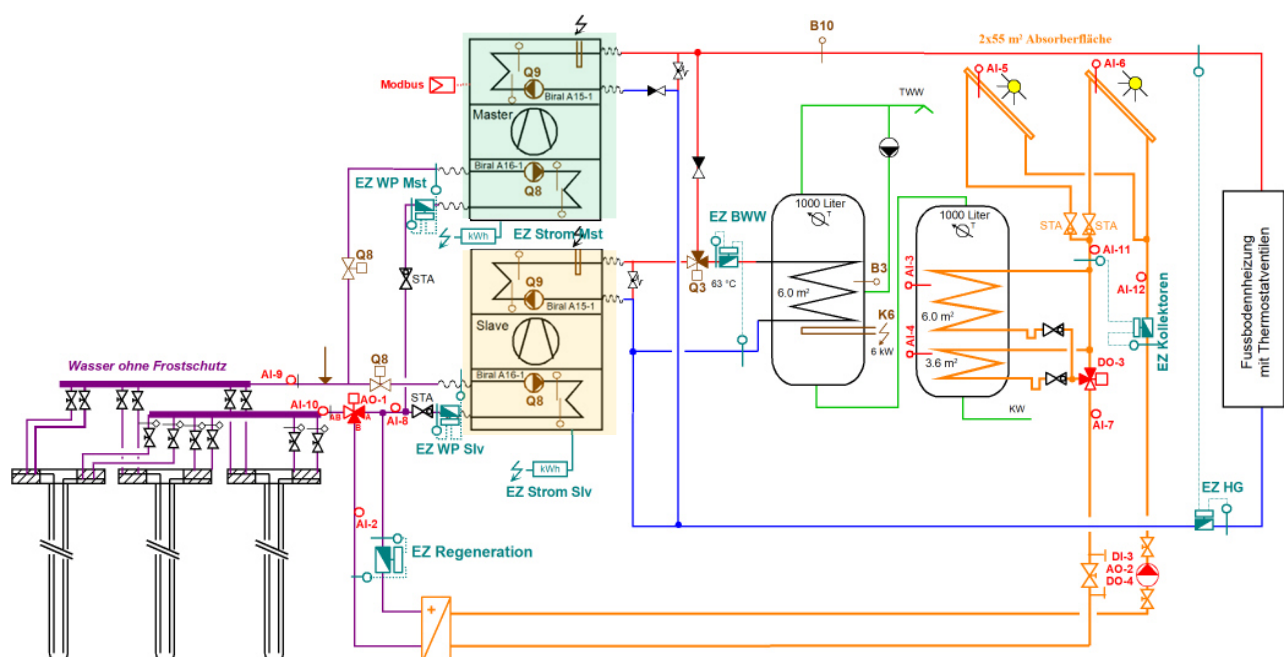 B10
2x55 m² Absorberfläche
AI-5
AI-6
Modbus
Q9
Biral A15-1
Master
TWW
Biral A16-1
Q8
EZ WP Mst
kWh
EZ Strom Mst
EZ BWW
1000 Liter
T
1000 Liter
T
STA
STA
AI-11
Q8
STA
Q9
Biral A15-1
Q3
63 °C
B3
6.0 m²
AI-3
6.0 m²
AI-12
EZ Kollektoren
Fussbodennheizung
mit Thermostatventilen
Slave
K6
6 kW
AI-4
3.6 m²
DO-3
Wasser ohne Frostschutz
Q8
Biral A16-1
Q8
AI-9
AO-1
AI-10
AB
A
B
AI-8
STA
KW
AI-7
EZ WP Slv
kWh
EZ Strom Slv
EZ HG
AI-2
EZ Regeneration
DI-3
AO-2
DO-4
+
-